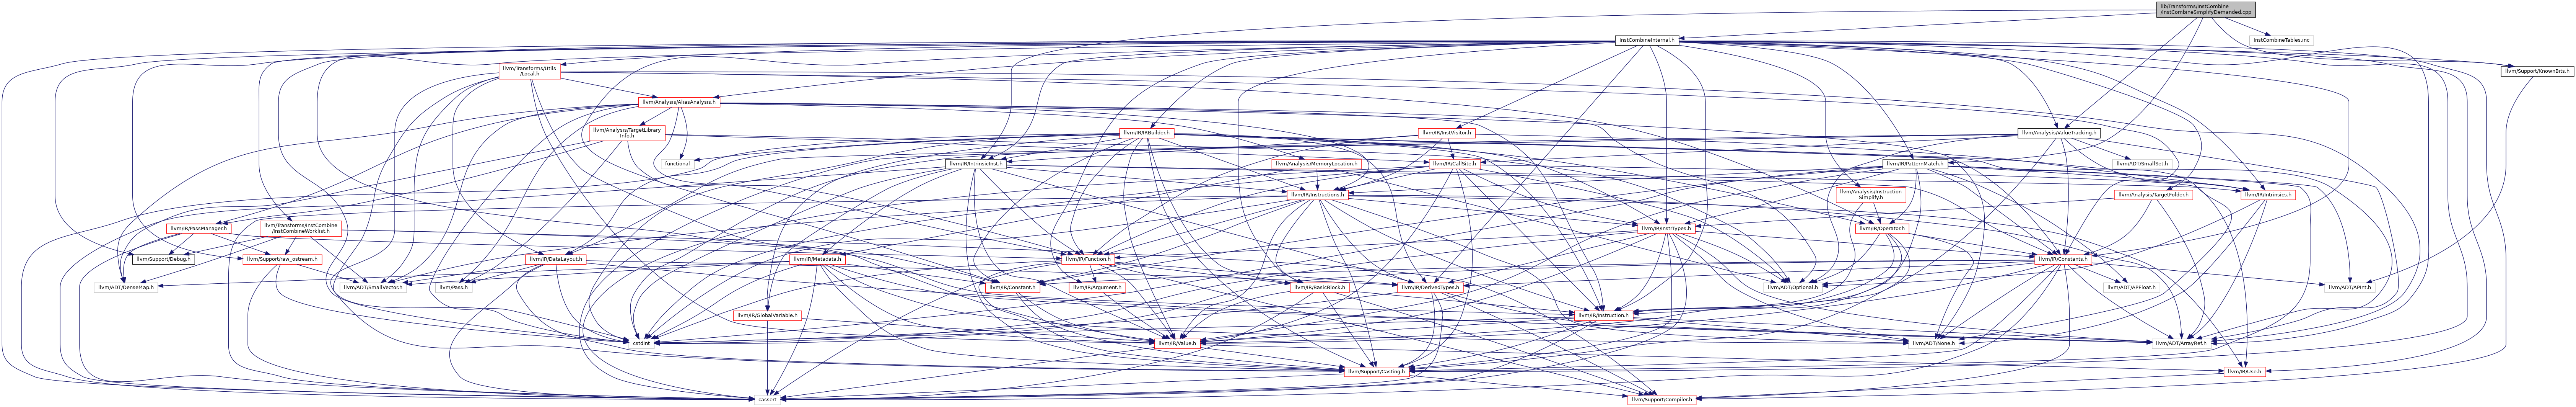 lib/Transforms/InstCombine
/InstCombineSimplifyDemanded.cpp
InstCombineInternal.h
InstCombineTables.inc
llvm/Transforms/Utils
/Local.h
llvm/Support/KnownBits.h
llvm/Analysis/AliasAnalysis.h
llvm/Analysis/TargetLibrary
Info.h
llvm/IR/IRBuilder.h
llvm/IR/InstVisitor.h
llvm/Analysis/ValueTracking.h
functional
llvm/IR/IntrinsicInst.h
llvm/Analysis/MemoryLocation.h
llvm/IR/CallSite.h
llvm/IR/PatternMatch.h
llvm/ADT/SmallSet.h
llvm/IR/Instructions.h
llvm/Analysis/Instruction
Simplify.h
llvm/Analysis/TargetFolder.h
llvm/IR/Intrinsics.h
llvm/IR/PassManager.h
llvm/Transforms/InstCombine
/InstCombineWorklist.h
llvm/IR/InstrTypes.h
llvm/IR/Operator.h
llvm/Support/Debug.h
llvm/Support/raw_ostream.h
llvm/IR/DataLayout.h
llvm/IR/Metadata.h
llvm/IR/Function.h
llvm/IR/Constants.h
llvm/ADT/DenseMap.h
llvm/ADT/SmallVector.h
llvm/Pass.h
llvm/IR/Constant.h
llvm/IR/Argument.h
llvm/IR/BasicBlock.h
llvm/IR/DerivedTypes.h
llvm/ADT/Optional.h
llvm/ADT/APFloat.h
llvm/ADT/APInt.h
llvm/IR/GlobalVariable.h
llvm/IR/Instruction.h
cstdint
llvm/IR/Value.h
llvm/ADT/None.h
llvm/ADT/ArrayRef.h
llvm/Support/Casting.h
llvm/IR/Use.h
cassert
llvm/Support/Compiler.h